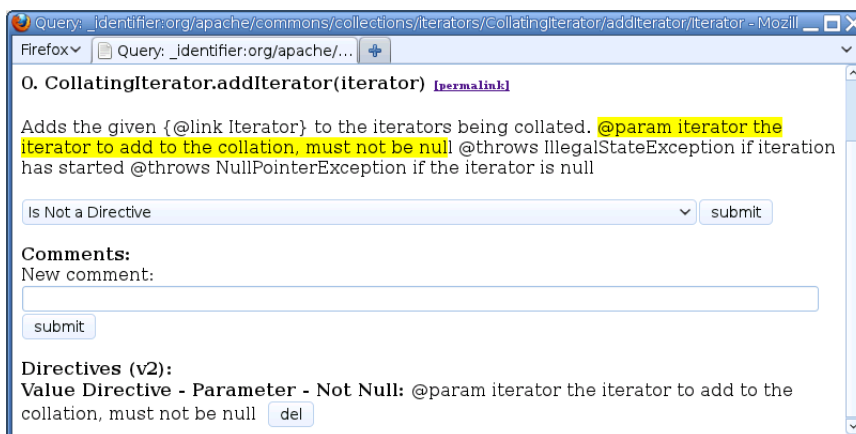 Query: _identifier:org/apache/commons/collections/iterators/CollatingIterator/addIterator/Iterator - Mozill
Firefox
Query: _identifier:org/apache/...
0. CollatingIterator.addIterator(iterator) [permalink]
Adds the given {@link Iterator} to the iterators being collated. @param iterator the
iterator to add to the collation, must not be null @throws IllegalStateException if iteration
has started @throws NullPointerException if the iterator is null
Is Not a Directive submit
Comments:
New comment:
submit
Directives (v2):
Value Directive - Parameter - Not Null: @param iterator the iterator to add to the
collation, must not be null del